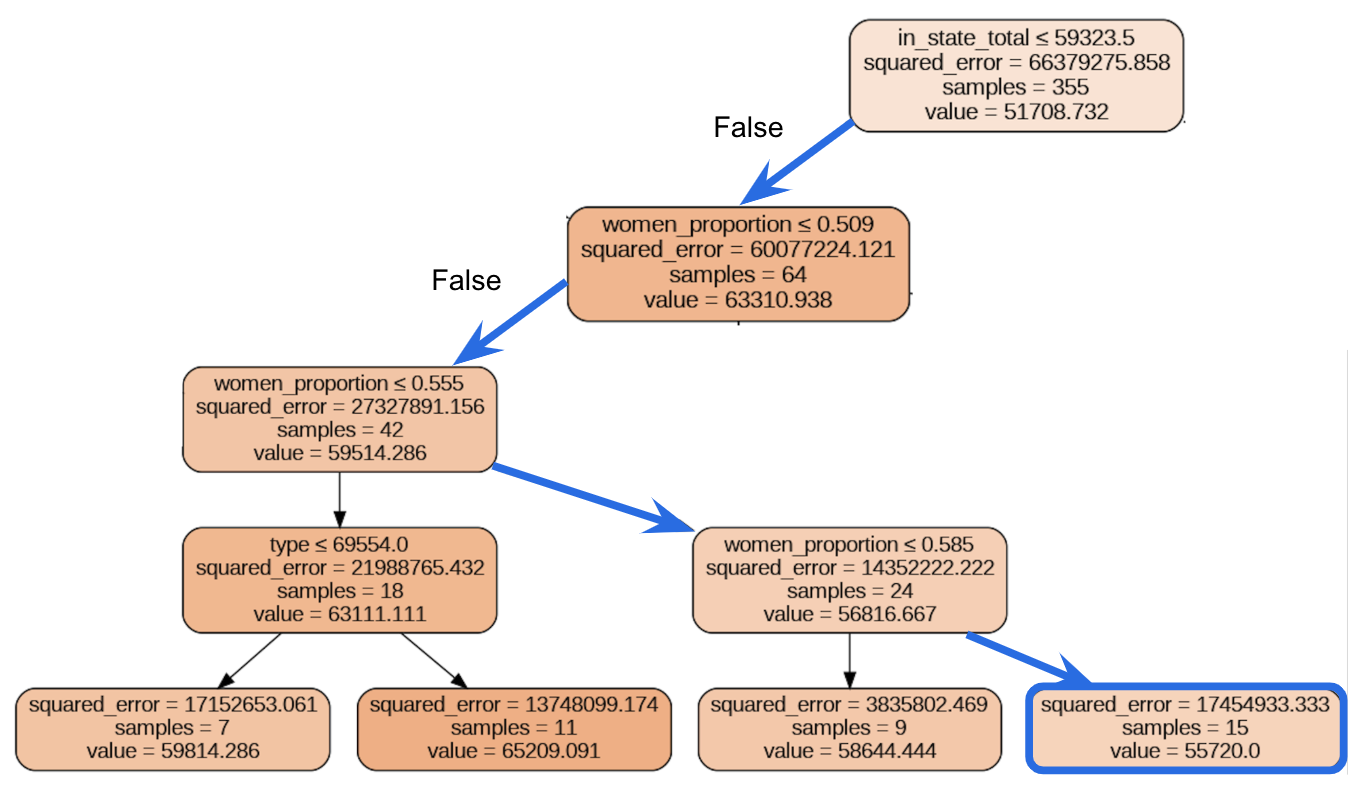 in_state_total ≤ 59323.5
squared_error = 66379275.858
samples = 355
value = 51708.732
False
women_proportion ≤ 0.509
squared_error = 60077224.121
samples = 64
value = 63310.938
False
women_proportion ≤ 0.555
squared_error = 27327891.156
samples = 42
value = 59514.286
type ≤ 69554.0
squared_error = 21988765.432
samples = 18
value = 63111.111
women_proportion ≤ 0.585
squared_error = 14352222.222
samples = 24
value = 56816.667
squared_error = 17152653.061
samples = 7
value = 59814.286
squared_error = 13748099.174
samples = 11
value = 65209.091
squared_error = 3835802.469
samples = 9
value = 58644.444
squared_error = 17454933.333
samples = 15
value = 55720.0